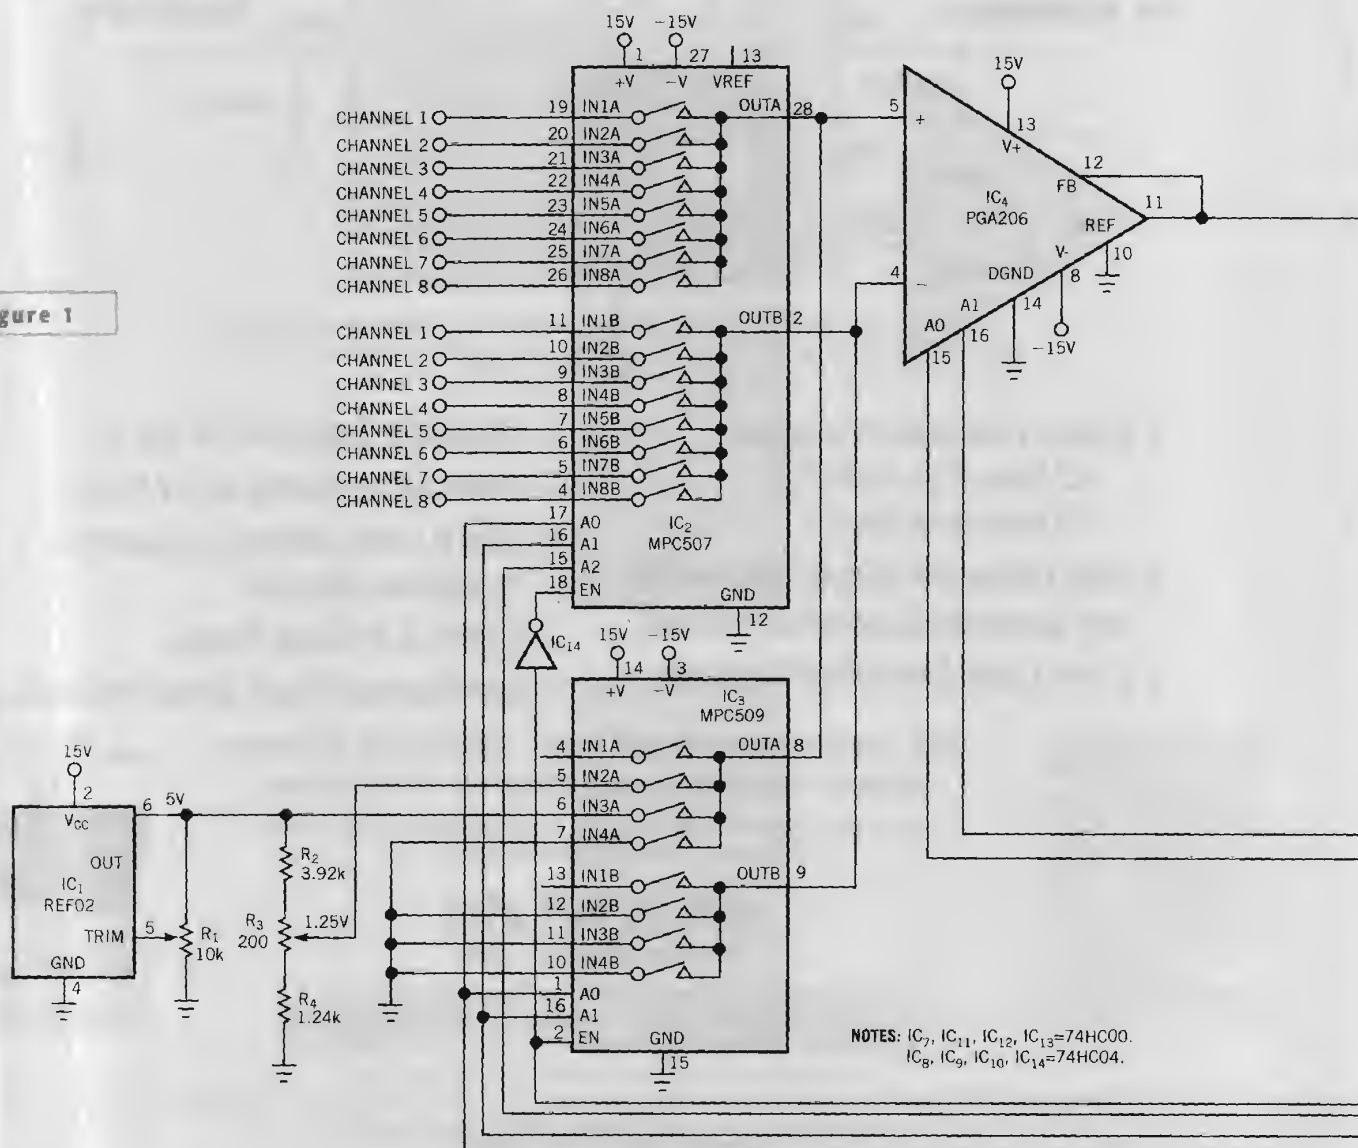 15V -15V
1 27 13
+V -V VREF
CHANNEL 1 19 IN1A OUTA 28
CHANNEL 2 20 IN2A
CHANNEL 3 21 IN3A
CHANNEL 4 22 IN4A
CHANNEL 5 23 IN5A
CHANNEL 6 24 IN6A
CHANNEL 7 25 IN7A
CHANNEL 8 26 IN8A
CHANNEL 1 11 IN1B OUTB 2
CHANNEL 2 10 IN2B
CHANNEL 3 9 IN3B
CHANNEL 4 8 IN4B
CHANNEL 5 7 IN5B
CHANNEL 6 6 IN6B
CHANNEL 7 5 IN7B
CHANNEL 8 4 IN8B
17 A0
16 A1
15 A2
18 EN
IC2
MPC507
GND
12
15V
5 +
13
V+
12
FB
IC4
PGA206
11
REF
10
4 -
V-
8
DGND
14
-15V
A1
16
A0
15
gure 1
IC14
15V -15V
14 3
+V -V
IC3
MPC509
4 IN1A OUTA 8
5 IN2A
6 IN3A
7 IN4A
13 IN1B OUTB 9
12 IN2B
11 IN3B
10 IN4B
1 A0
16 A1
2 EN
GND
15
15V
2
VCC
6 5V
OUT
IC1
REF02
TRIM 5
GND
4
R1
10k
R2
3.92k
R3
200
1.25V
R4
1.24k
NOTES: IC7, IC11, IC12, IC13=74HC00.
IC8, IC9, IC10, IC14=74HC04.